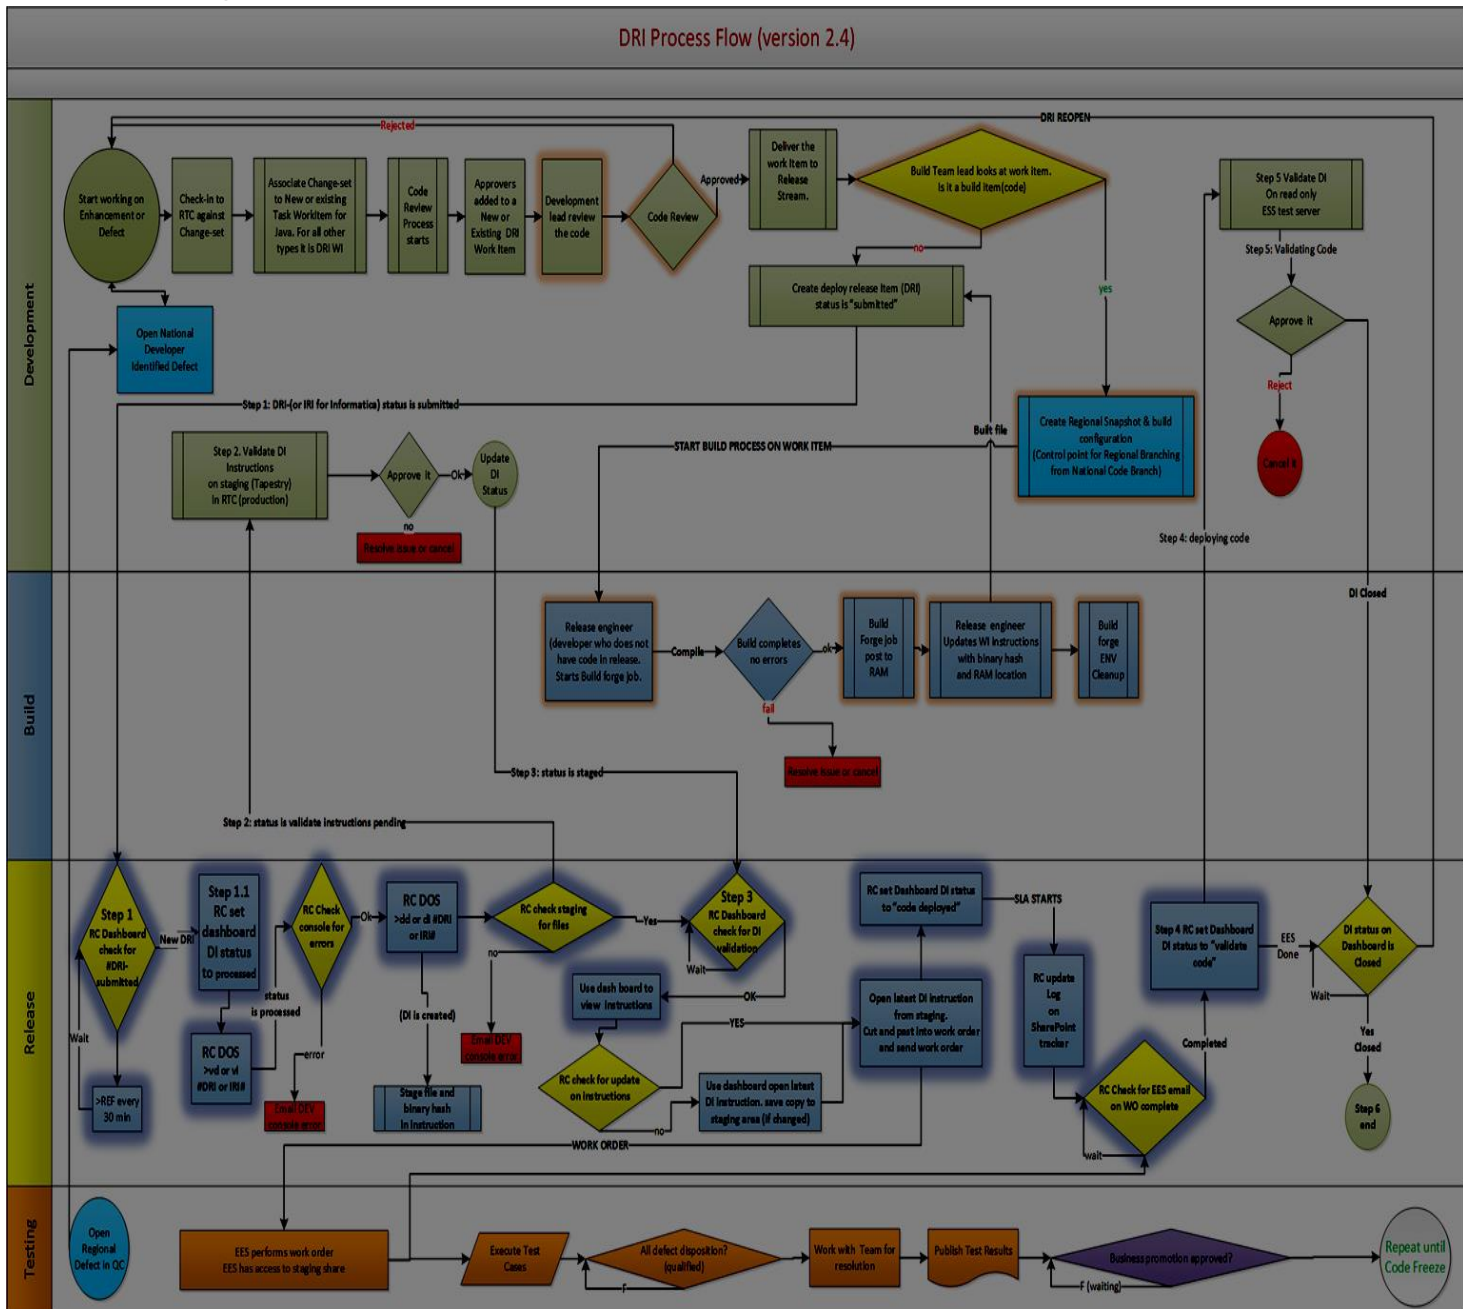 DRI Process Flow (version 2.4)
Development
DRI REOPEN
Rejected
Start working on
Enhancement or
Defect
Check-in to
RTC against
Change-set
Associate Change-set
to New or existing
Task WorkItem for
Java. For all other
types it is DRI WI
Code
Review
Process
starts
Approvers
added to a
New or
Existing DRI
Work Item
Development
lead review
the code
Code Review
Approved
Deliver the
work Item to
Release
Stream.
Build Team lead looks at work item.
Is it a build item(code)
no
yes
Step 5 Validate DI
On read only
ESS test server
Step 5: Validating Code
Approve it
Reject
Cancel it
Create deploy release Item (DRI)
status is "submitted"
Open National
Developer
Identified Defect
Step 1: DRI-(or IRI for Informatica) status is submitted
Create Regional Snapshot & build
configuration
(Control point for Regional Branching
from National Code Branch)
Built file
START BUILD PROCESS ON WORK ITEM
Step 2. Validate DI
Instructions
on staging (Tapestry)
in RTC (production)
Approve it
Ok
Update
DI
Status
no
Resolve issue or cancel
Step 4: deploying code
DI Closed
Build
Release engineer
(developer who does not
have code in release.
Starts Build forge job.
Compile
Build completes
no errors
ok
Build
Forge job
post to
RAM
Release engineer
Updates WI instructions
with binary hash
and RAM location
Build
forge
ENV
Cleanup
fail
Resolve issue or cancel
Step 3: status is staged
Step 2: status is validate instructions pending
Release
Step 1
RC Dashboard
check for
#DRI-
submitted
New DRI
Step 1.1
RC set
dashboard
DI status
to processed
RC Check
console for
errors
Ok
RC DOS
>dd or di #DRI
or IRI#
RC check staging
for files
Yes
Step 3
RC Dashboard
check for DI
validation
Wait
OK
RC set Dashboard DI status
to "code deployed"
SLA STARTS
Step 4 RC set Dashboard
DI status to "validate
code"
EES
Done
DI status on
Dashboard is
Closed
Wait
Yes
Closed
Step 6
end
Wait
>REF every
30 min
RC DOS
>vd or vi
#DRI or IRI#
status
is processed
error
Email DEV
console error
(DI is created)
Stage file and
binary hash
in instruction
no
Email DEV
console error
Use dash board to
view Instructions
RC check for update
on instructions
YES
no
Use dashboard open latest
DI Instruction. save copy to
staging area (if changed)
Open latest DI instruction
from staging.
Cut and past into work order
and send work order
RC update
Log
on
SharePoint
tracker
RC Check for EES email
on WO complete
Completed
wait
WORK ORDER
Testing
Open
Regional
Defect in QC
EES performs work order
EES has access to staging share
Execute Test
Cases
All defect disposition?
(qualified)
F
Work with Team for
resolution
Publish Test Results
Business promotion approved?
F (waiting)
Repeat until
Code Freeze